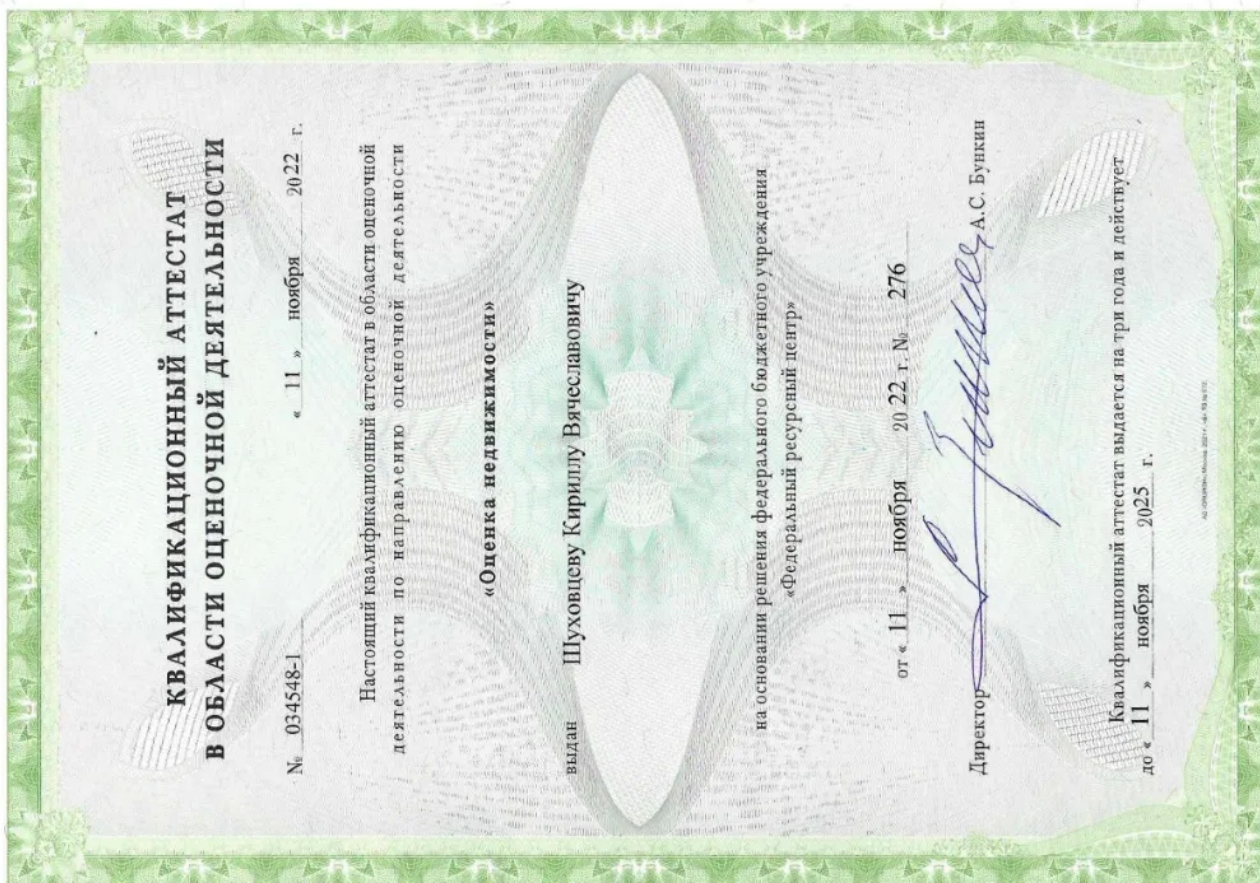 КВАЛИФИКАЦИОННЫЙ АТТЕСТАТ
В ОБЛАСТИ ОЦЕНОЧНОЙ ДЕЯТЕЛЬНОСТИ
№ 034548-1 « 11 » ноября 2022 г.
Настоящий квалификационный аттестат в области оценочной
деятельности по направлению оценочной деятельности
«Оценка недвижимости»
выдан Шуховцеву Кириллу Вячеславовичу
на основании решения федерального бюджетного учреждения
«Федеральный ресурсный центр»
от « 11 » ноября 20 22 г. № 276
Директор А.С. Бункин
Квалификационный аттестат выдается на три года и действует
до « 11 » ноября 2025 г.